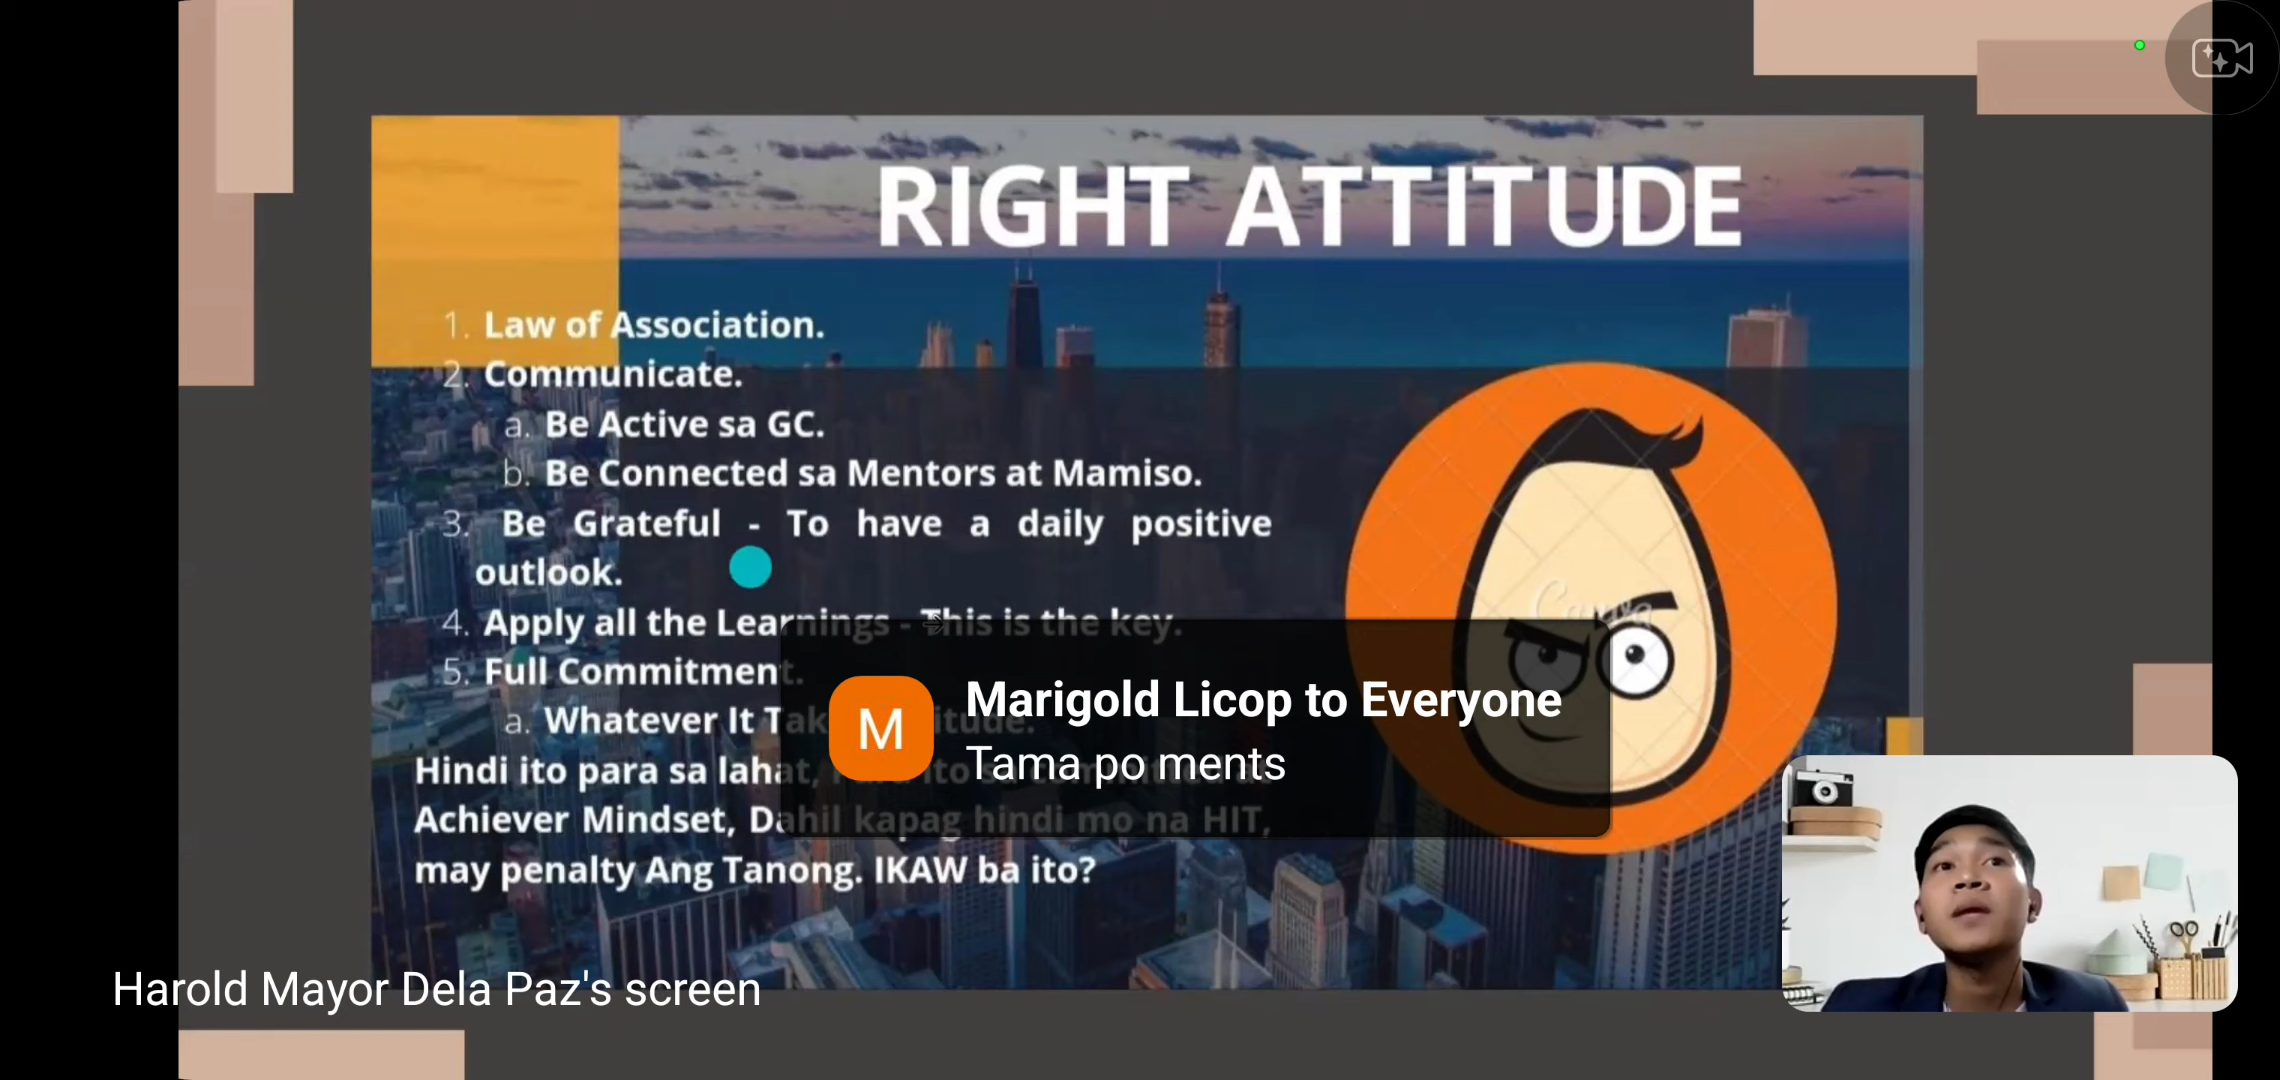 RIGHT ATTITUDE
1. Law of Association.
2. Communicate.
a. Be Active sa GC.
b. Be Connected sa Mentors at Mamiso.
3. Be Grateful - To have a daily positive
outlook.
4. Apply all the Learnings - This is the key.
5. Full Commitment.
a. Whatever It Takes Attitude.
Hindi ito para sa lahat,
Achiever Mindset, Dahil kapag hindi mo na HIT,
may penalty Ang Tanong. IKAW ba ito?
Canva
M
Marigold Licop to Everyone
Tama po ments
Harold Mayor Dela Paz's screen